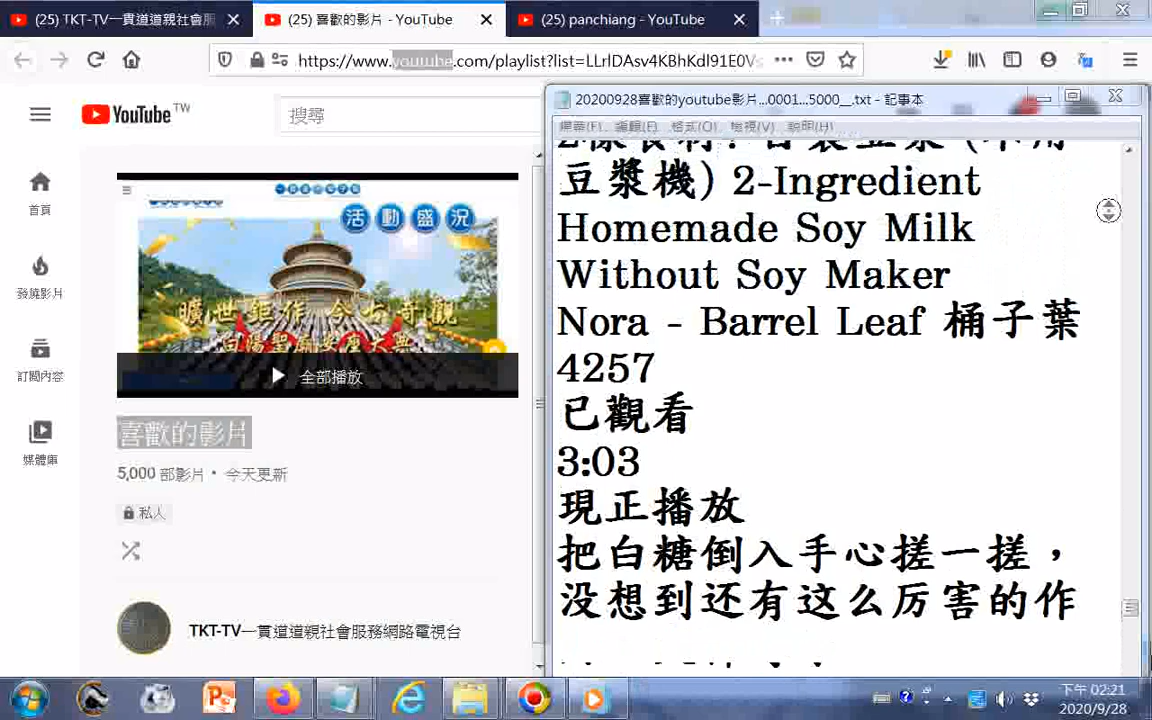 (25) TKT-TV一貫道道親社會服
(25) 喜歡的影片 - YouTube
(25) panchiang - YouTube
https://www.youtube.com/playlist?list=LLrlDAsv4KBhKdl91E0Vs
YouTube TW
搜尋
首頁
發燒影片
訂閱內容
媒體庫
活動盛況
曠世鉅作 今古奇觀
全部播放
喜歡的影片
5,000 部影片・今天更新
私人
TKT-TV一貫道道親社會服務網路電視台
20200928喜歡的youtube影片...0001...5000__.txt - 記事本
檔案(F) 編輯(E) 格式(O) 檢視(V) 說明(H)
豆漿機) 2-Ingredient
Homemade Soy Milk
Without Soy Maker
Nora - Barrel Leaf 桶子葉
4257
已觀看
3:03
現正播放
把白糖倒入手心搓一搓，
没想到还有这么厉害的作
下午 02:21
2020/9/28